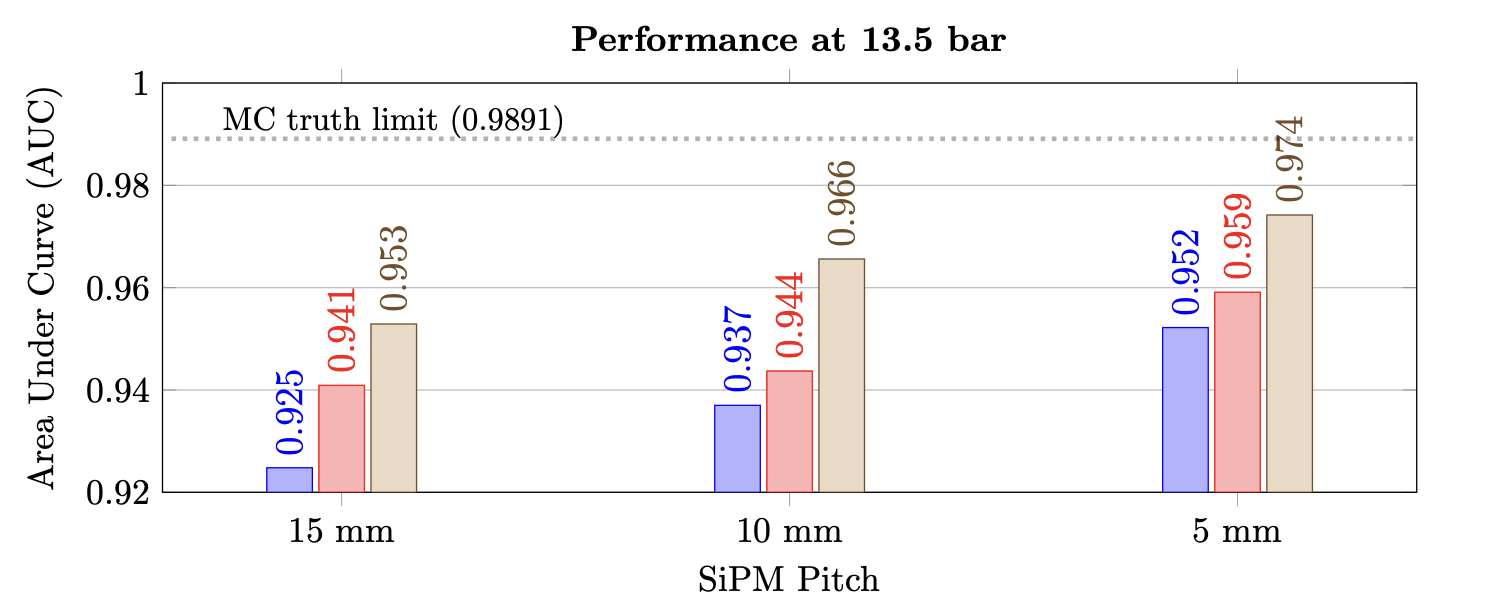 Performance at 13.5 bar
Area Under Curve (AUC)
1
0.98
0.96
0.94
0.92
MC truth limit (0.9891)
0.925
0.941
0.953
0.937
0.944
0.966
0.952
0.959
0.974
15 mm
10 mm
5 mm
SiPM Pitch